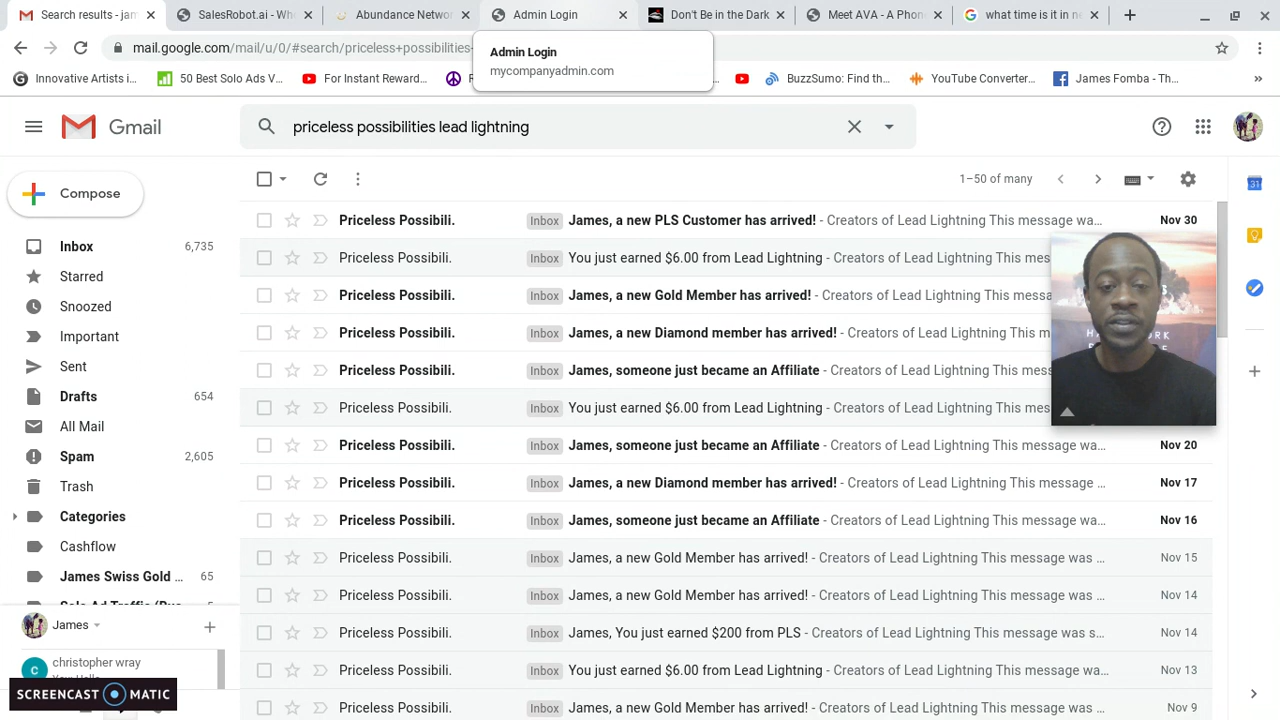 Search results - jam
SalesRobot.ai - Whe
Abundance Networ
Admin Login
Don't Be in the Dark
Meet AVA - A Phon
what time is it in ne
mail.google.com/mail/u/0/#search/priceless+possibilities
Admin Login
mycompanyadmin.com
Innovative Artists i
50 Best Solo Ads V...
For Instant Reward...
BuzzSumo: Find th...
YouTube Converter...
James Fomba - Th...
Gmail
priceless possibilities lead lightning
Compose
1–50 of many
Inbox 6,735
Starred
Snoozed
Important
Sent
Drafts 654
All Mail
Spam 2,605
Trash
Categories
Cashflow
James Swiss Gold ... 65
James
christopher wray
SCREENCAST MATIC
Priceless Possibili. Inbox James, a new PLS Customer has arrived! - Creators of Lead Lightning This message wa... Nov 30
Priceless Possibili. Inbox You just earned $6.00 from Lead Lightning - Creators of Lead Lightning This mes
Priceless Possibili. Inbox James, a new Gold Member has arrived! - Creators of Lead Lightning This messa
Priceless Possibili. Inbox James, a new Diamond member has arrived! - Creators of Lead Lightning This m
Priceless Possibili. Inbox James, someone just became an Affiliate - Creators of Lead Lightning This mess
Priceless Possibili. Inbox You just earned $6.00 from Lead Lightning - Creators of Lead Lightning This mes
Priceless Possibili. Inbox James, someone just became an Affiliate - Creators of Lead Lightning This message wa... Nov 20
Priceless Possibili. Inbox James, a new Diamond member has arrived! - Creators of Lead Lightning This message ... Nov 17
Priceless Possibili. Inbox James, someone just became an Affiliate - Creators of Lead Lightning This message wa... Nov 16
Priceless Possibili. Inbox James, a new Gold Member has arrived! - Creators of Lead Lightning This message was ... Nov 15
Priceless Possibili. Inbox James, a new Gold Member has arrived! - Creators of Lead Lightning This message was ... Nov 14
Priceless Possibili. Inbox James, You just earned $200 from PLS - Creators of Lead Lightning This message was s... Nov 14
Priceless Possibili. Inbox You just earned $6.00 from Lead Lightning - Creators of Lead Lightning This message ... Nov 13
Priceless Possibili. Inbox James, a new Gold Member has arrived! - Creators of Lead Lightning This message was ... Nov 9